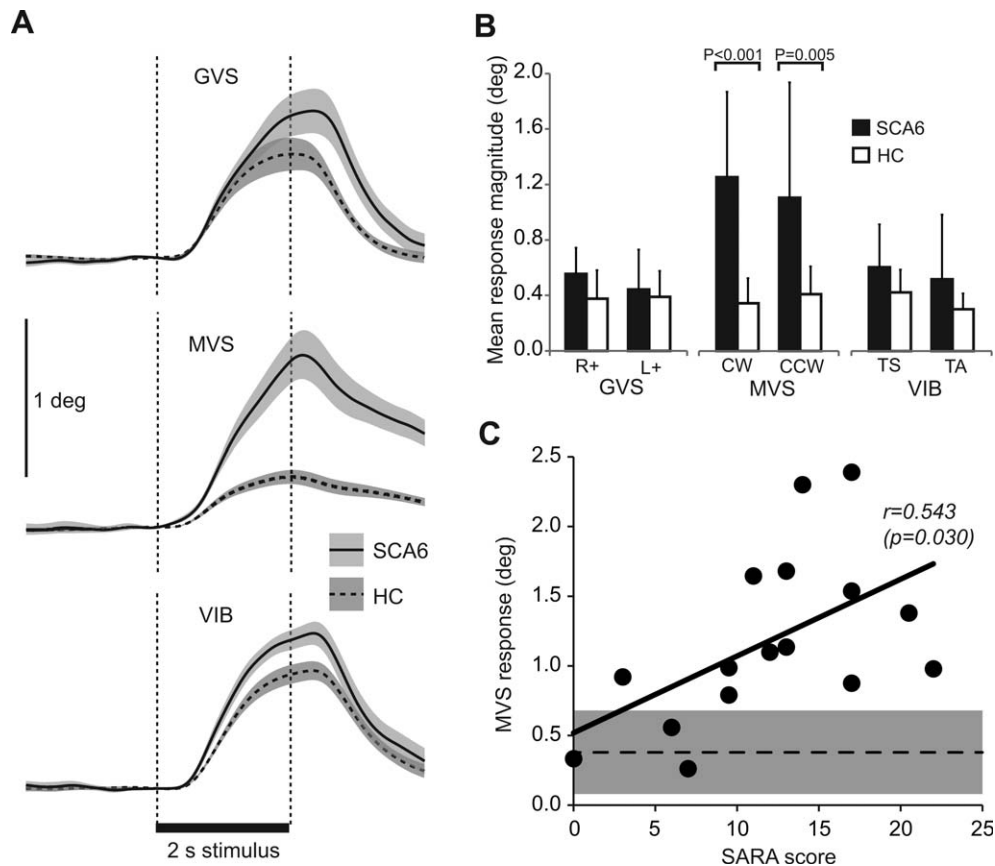 A
GVS
MVS
1 deg
SCA6
HC
VIB
2 s stimulus
B
P<0.001 P=0.005
Mean response magnitude (deg)
2.0
1.6
1.2
0.8
0.4
0.0
SCA6
HC
R+ L+ CW CCW TS TA
GVS MVS VIB
C
MVS response (deg)
2.5
2.0
1.5
1.0
0.5
0.0
r=0.543
(p=0.030)
0 5 10 15 20 25
SARA score